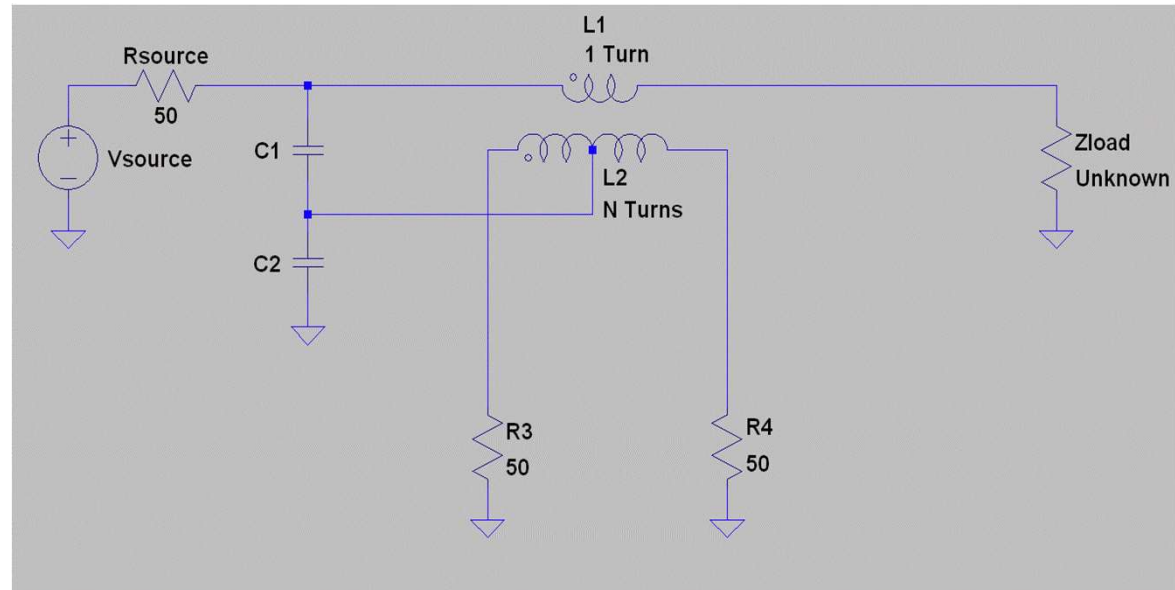 L1
1 Turn
Rsource
50
Vsource
C1
L2
N Turns
Zload
Unknown
C2
R3
50
R4
50